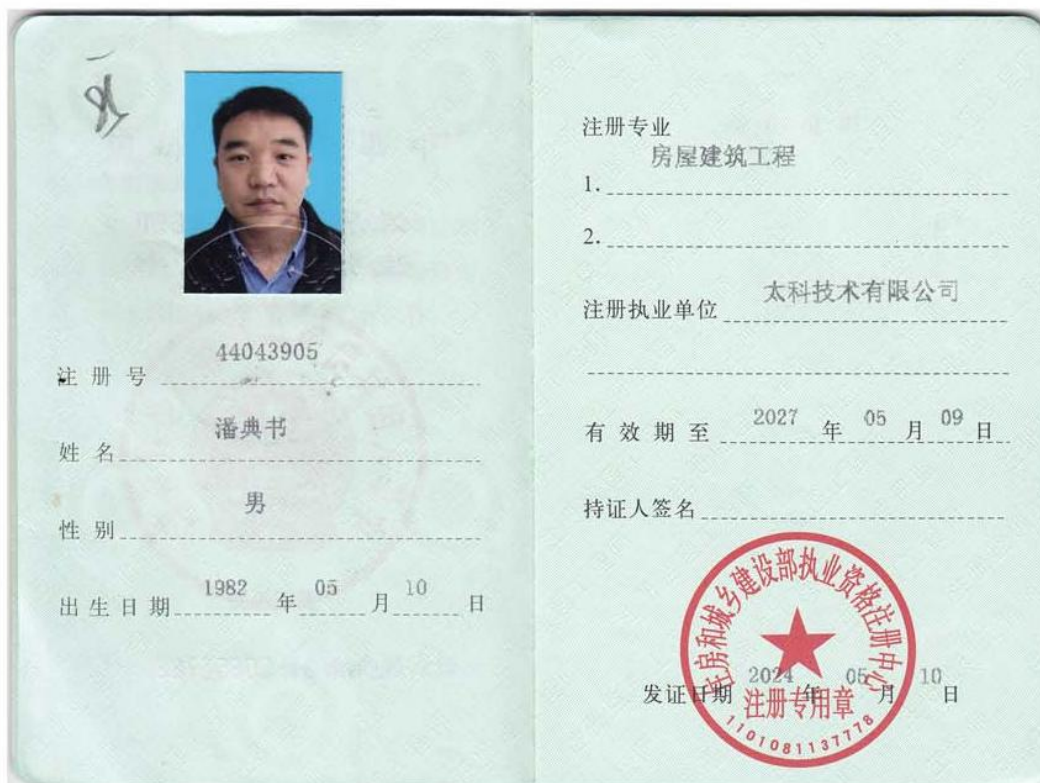 注册号 44043905
姓名 潘典书
性别 男
出生日期 1982 年 05 月 10 日
注册专业
1. 房屋建筑工程
2.
注册执业单位 太科技术有限公司
有效期至 2027 年 05 月 09 日
持证人签名
住房和城乡建设部执业资格注册中心
发证日期 2024 年 05 月 10 日
注册专用章
1101081137778